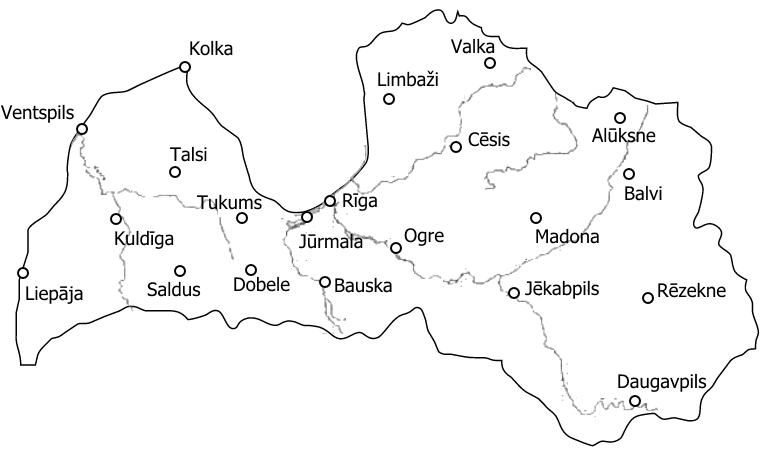 Valka
Kolka
Limbaži
Ventspils
Alūksne
Cēsis
Talsi
Balvi
Tukums
Rīga
Kuldīga
Jūrmala
Ogre
Madona
Liepāja
Saldus
Dobele
Bauska
Jēkabpils
Rēzekne
Daugavpils